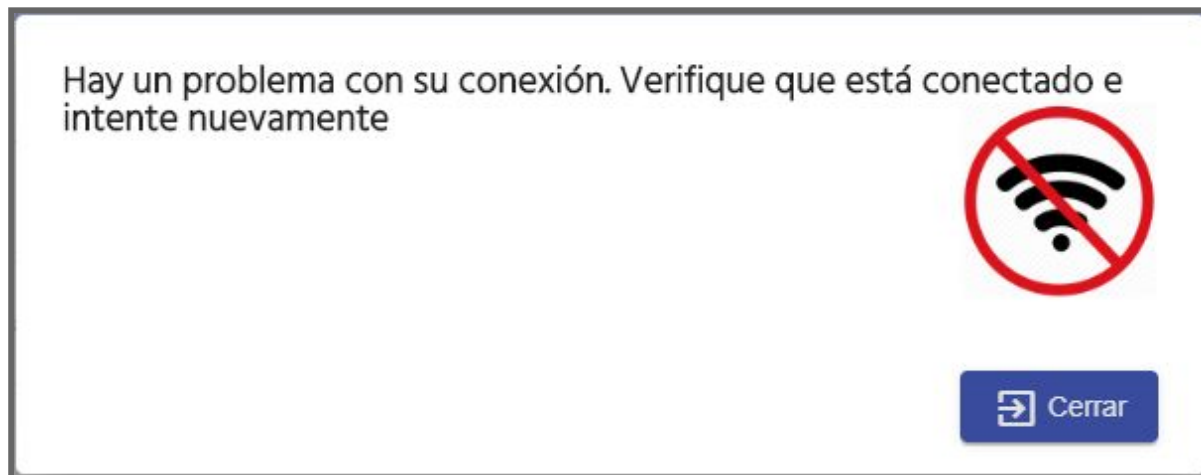 Hay un problema con su conexión. Verifique que está conectado e
intente nuevamente
Cerrar